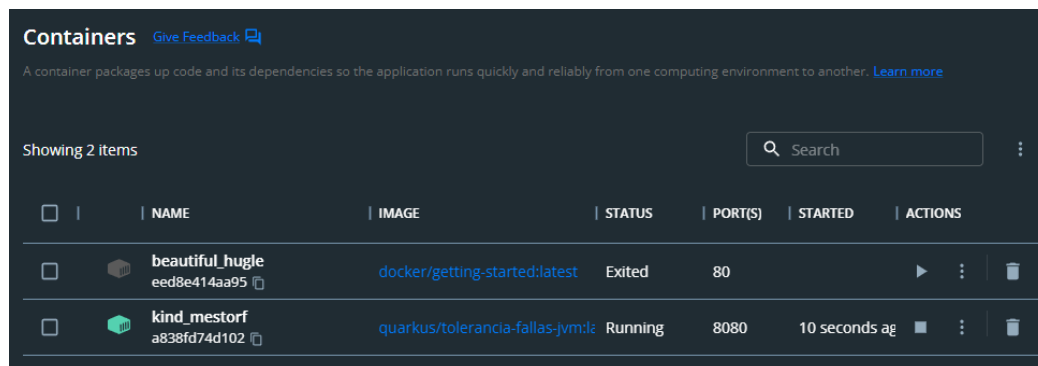 Containers Give Feedback
A container packages up code and its dependencies so the application runs quickly and reliably from one computing environment to another. Learn more
Showing 2 items
Search
NAME IMAGE STATUS PORT(S) STARTED ACTIONS
beautiful_hugle
eed8e414aa95
docker/getting-started:latest Exited 80
kind_mestorf
a838fd74d102
quarkus/tolerancia-fallas-jvm:la Running 8080 10 seconds ag